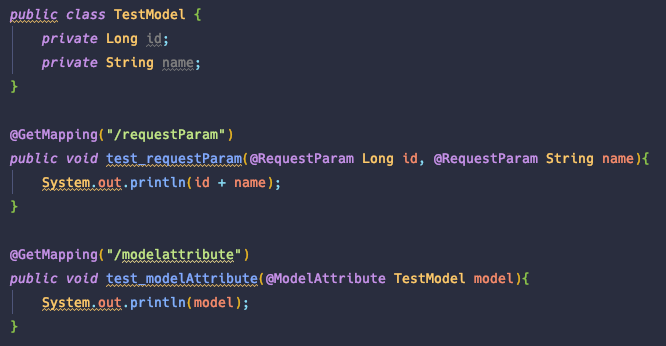 public class TestModel {
    private Long id;
    private String name;
}

@GetMapping("/requestParam")
public void test_requestParam(@RequestParam Long id, @RequestParam String name){
    System.out.println(id + name);
}

@GetMapping("/modelattribute")
public void test_modelAttribute(@ModelAttribute TestModel model){
    System.out.println(model);
}